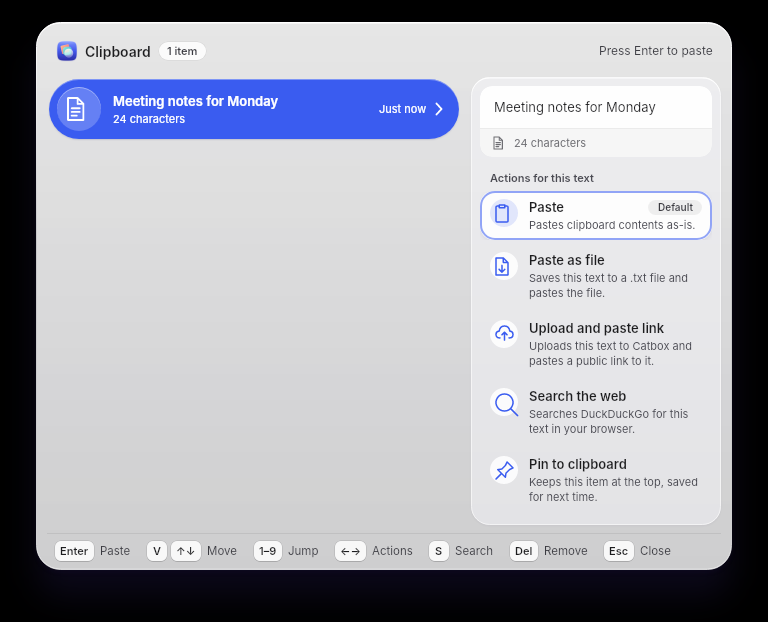 Clipboard 1 item
Press Enter to paste
Meeting notes for Monday
24 characters
Just now
Meeting notes for Monday
24 characters
Actions for this text
Paste Default
Pastes clipboard contents as-is.
Paste as file
Saves this text to a .txt file and
pastes the file.
Upload and paste link
Uploads this text to Catbox and
pastes a public link to it.
Search the web
Searches DuckDuckGo for this
text in your browser.
Pin to clipboard
Keeps this item at the top, saved
for next time.
Enter Paste V ↑↓ Move 1–9 Jump ←→ Actions S Search Del Remove Esc Close